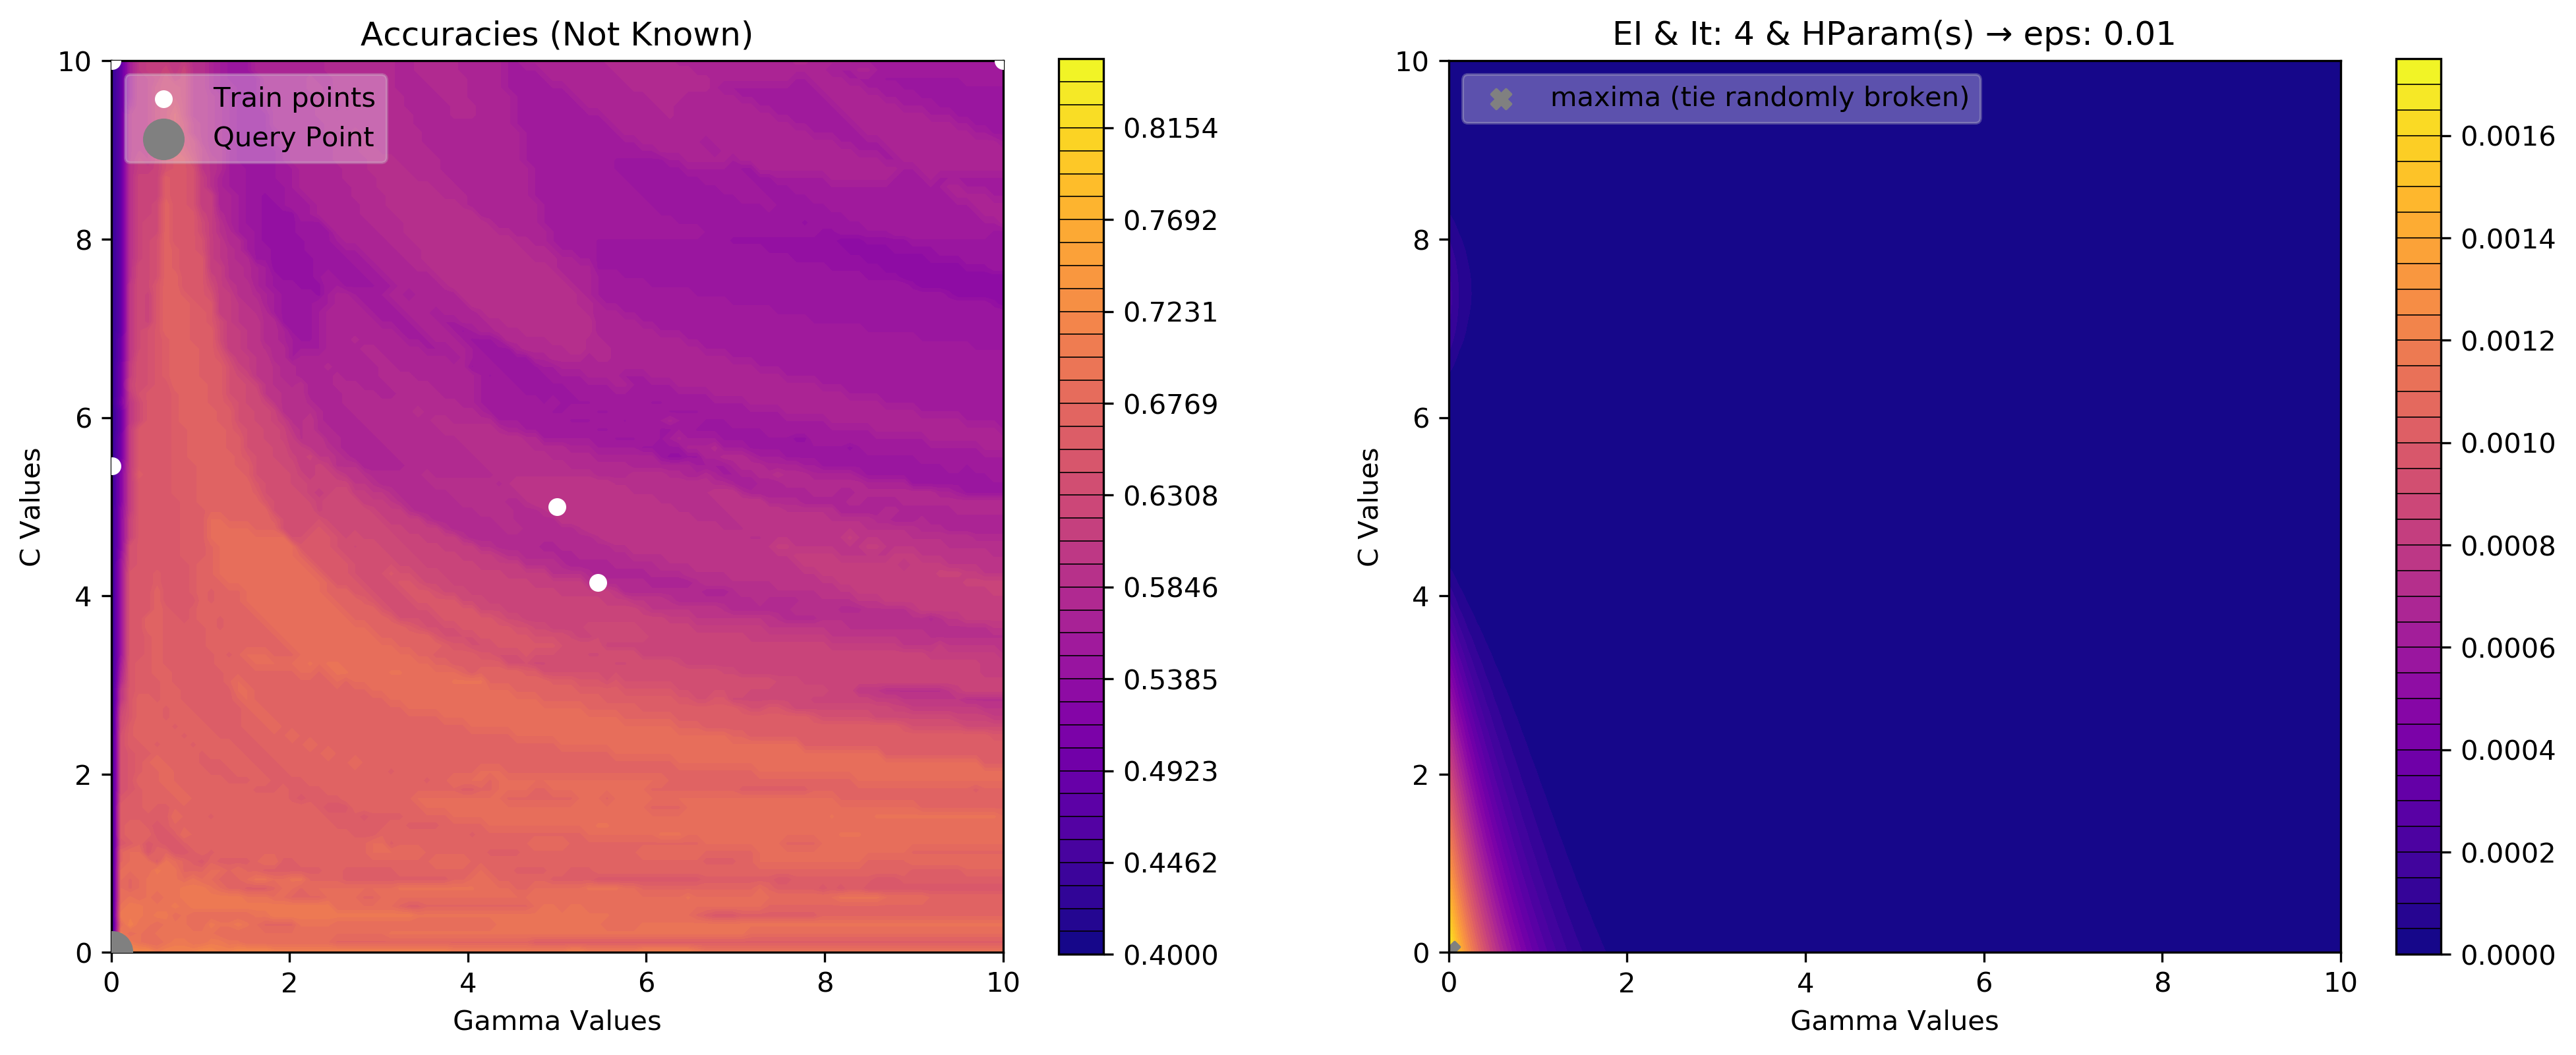 Accuracies (Not Known)
Train points
Query Point
10
8
6
4
2
0
C Values
0 2 4 6 8 10
Gamma Values
0.8154
0.7692
0.7231
0.6769
0.6308
0.5846
0.5385
0.4923
0.4462
0.4000
EI & It: 4 & HParam(s) → eps: 0.01
maxima (tie randomly broken)
10
8
6
4
2
0
C Values
0 2 4 6 8 10
Gamma Values
0.0016
0.0014
0.0012
0.0010
0.0008
0.0006
0.0004
0.0002
0.0000